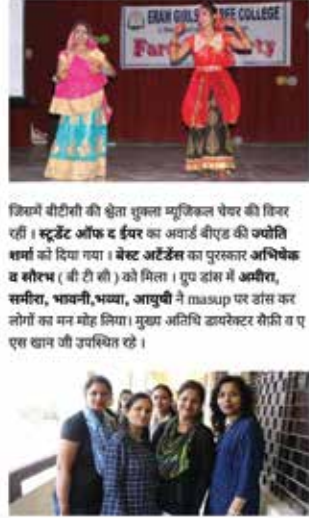 ERAM GIRLS DEGREE COLLEGE
जिसमें बीटीसी की श्वेता शुक्ला म्यूजिकल चेयर की विनर
रहीं । स्टूडेंट ऑफ द ईयर का अवार्ड बीएड की ज्योति
शर्मा को दिया गया । बेस्ट अटेंडेंस का पुरस्कार अभिषेक
व सौरभ ( बी टी सी ) को मिला । ग्रुप डांस में अमीरा,
समीरा, भावनी,भव्या, आयुषी ने masup पर डांस कर
लोगों का मन मोह लिया। मुख्य अतिथि डायरेक्टर सैफ़ी व ए
एस खान जी उपस्थित रहे ।